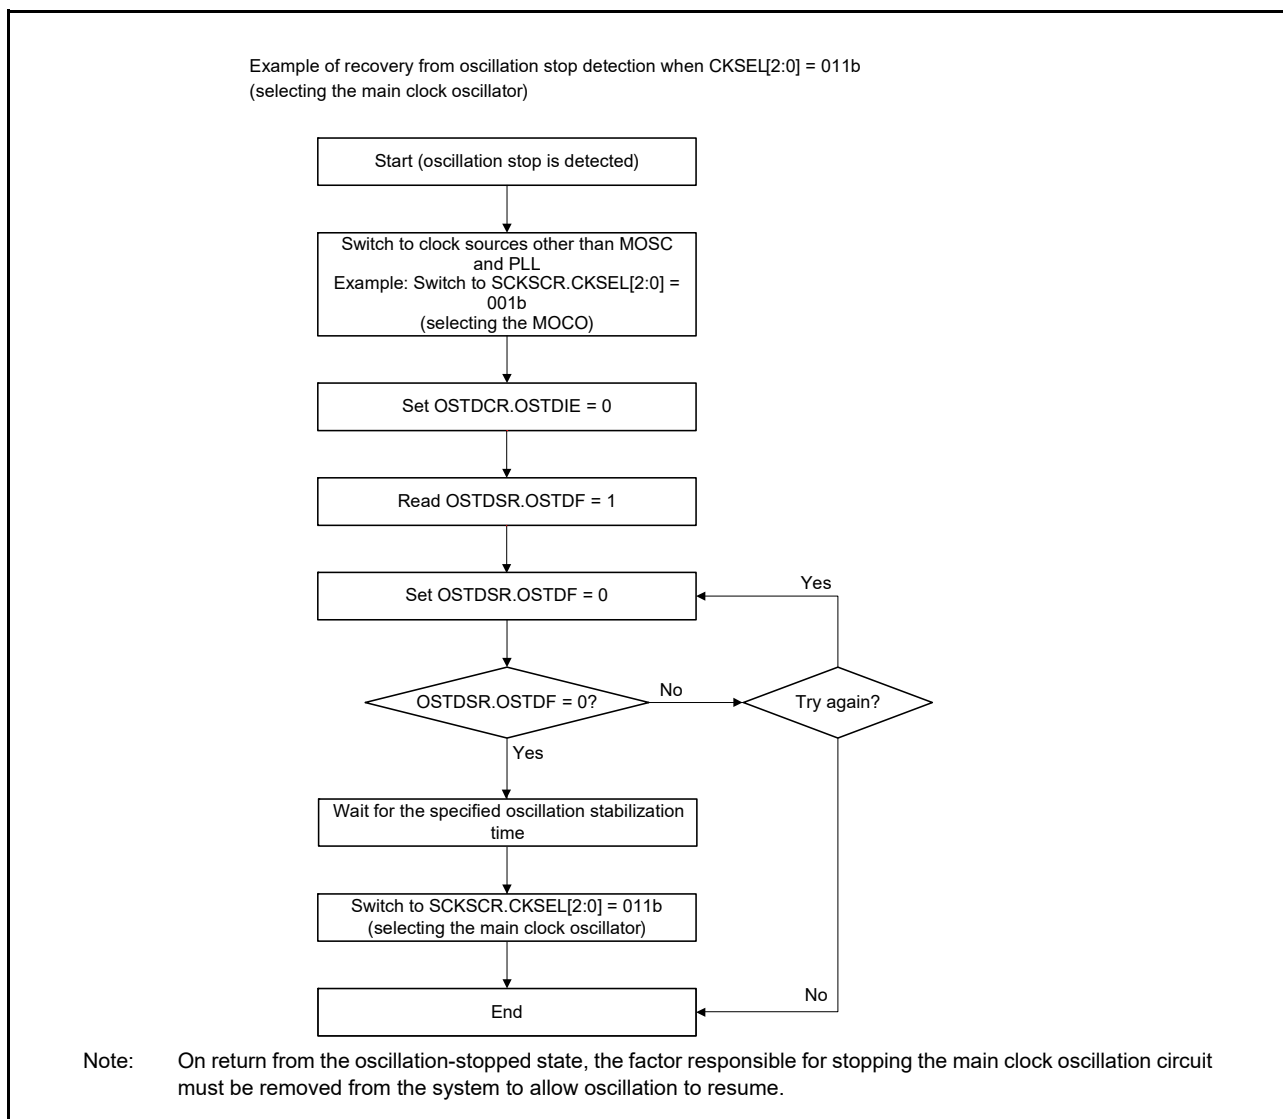 Example of recovery from oscillation stop detection when CKSEL[2:0] = 011b
(selecting the main clock oscillator)
Start (oscillation stop is detected)
Switch to clock sources other than MOSC
and PLL
Example: Switch to SCKSCR.CKSEL[2:0] =
001b
(selecting the MOCO)
Set OSTDCR.OSTDIE = 0
Read OSTDSR.OSTDF = 1
Set OSTDSR.OSTDF = 0
Yes
OSTDSR.OSTDF = 0?
No
Try again?
Yes
Wait for the specified oscillation stabilization
time
Switch to SCKSCR.CKSEL[2:0] = 011b
(selecting the main clock oscillator)
No
End
Note: On return from the oscillation-stopped state, the factor responsible for stopping the main clock oscillation circuit
must be removed from the system to allow oscillation to resume.